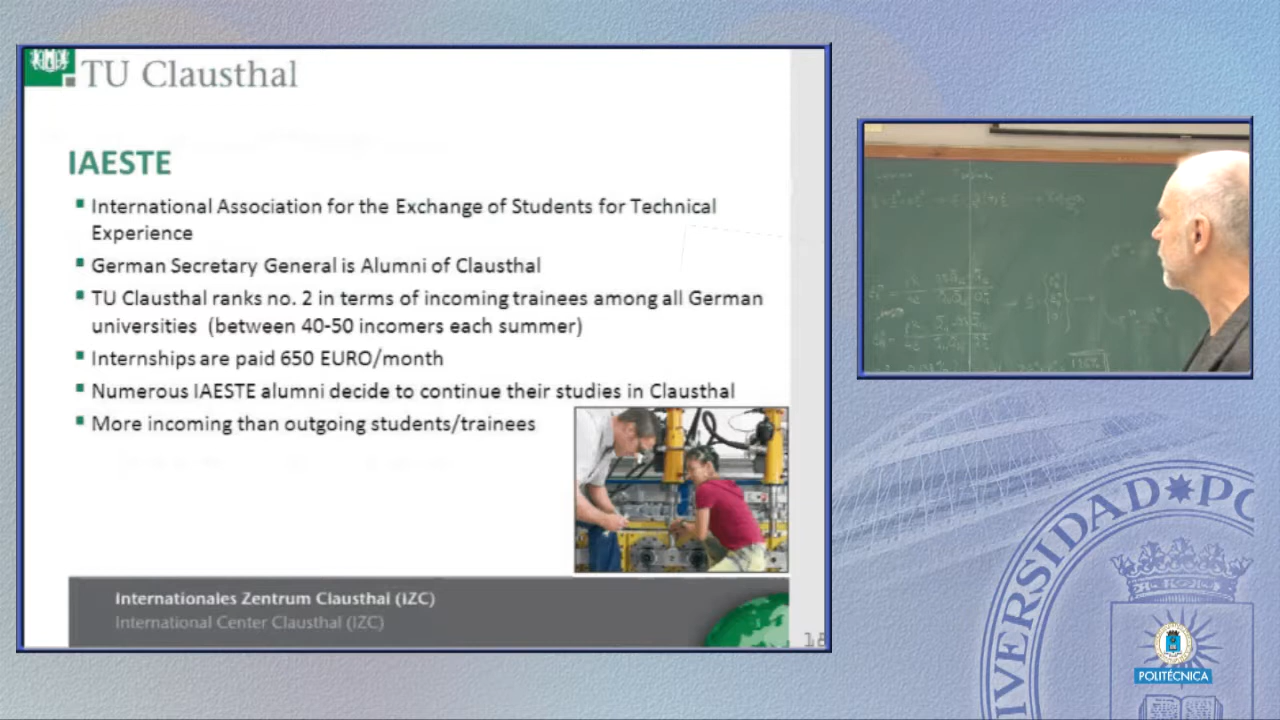 TU Clausthal
IAESTE
International Association for the Exchange of Students for Technical
Experience
German Secretary General is Alumni of Clausthal
TU Clausthal ranks no. 2 in terms of incoming trainees among all German
universities (between 40-50 incomers each summer)
Internships are paid 650 EURO/month
Numerous IAESTE alumni decide to continue their studies in Clausthal
More incoming than outgoing students/trainees
Internationales Zentrum Clausthal (IZC)
International Center Clausthal (IZC)
POLITÉCNICA